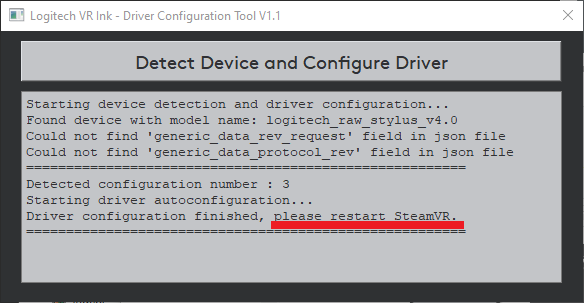 Logitech VR Ink - Driver Configuration Tool V1.1
Detect Device and Configure Driver
Starting device detection and driver configuration...
Found device with model name: logitech_raw_stylus_v4.0
Could not find 'generic_data_rev_request' field in json file
Could not find 'generic_data_protocol_rev' field in json file
=======================================================
Detected configuration number : 3
Starting driver autoconfiguration...
Driver configuration finished, please restart SteamVR.
=======================================================